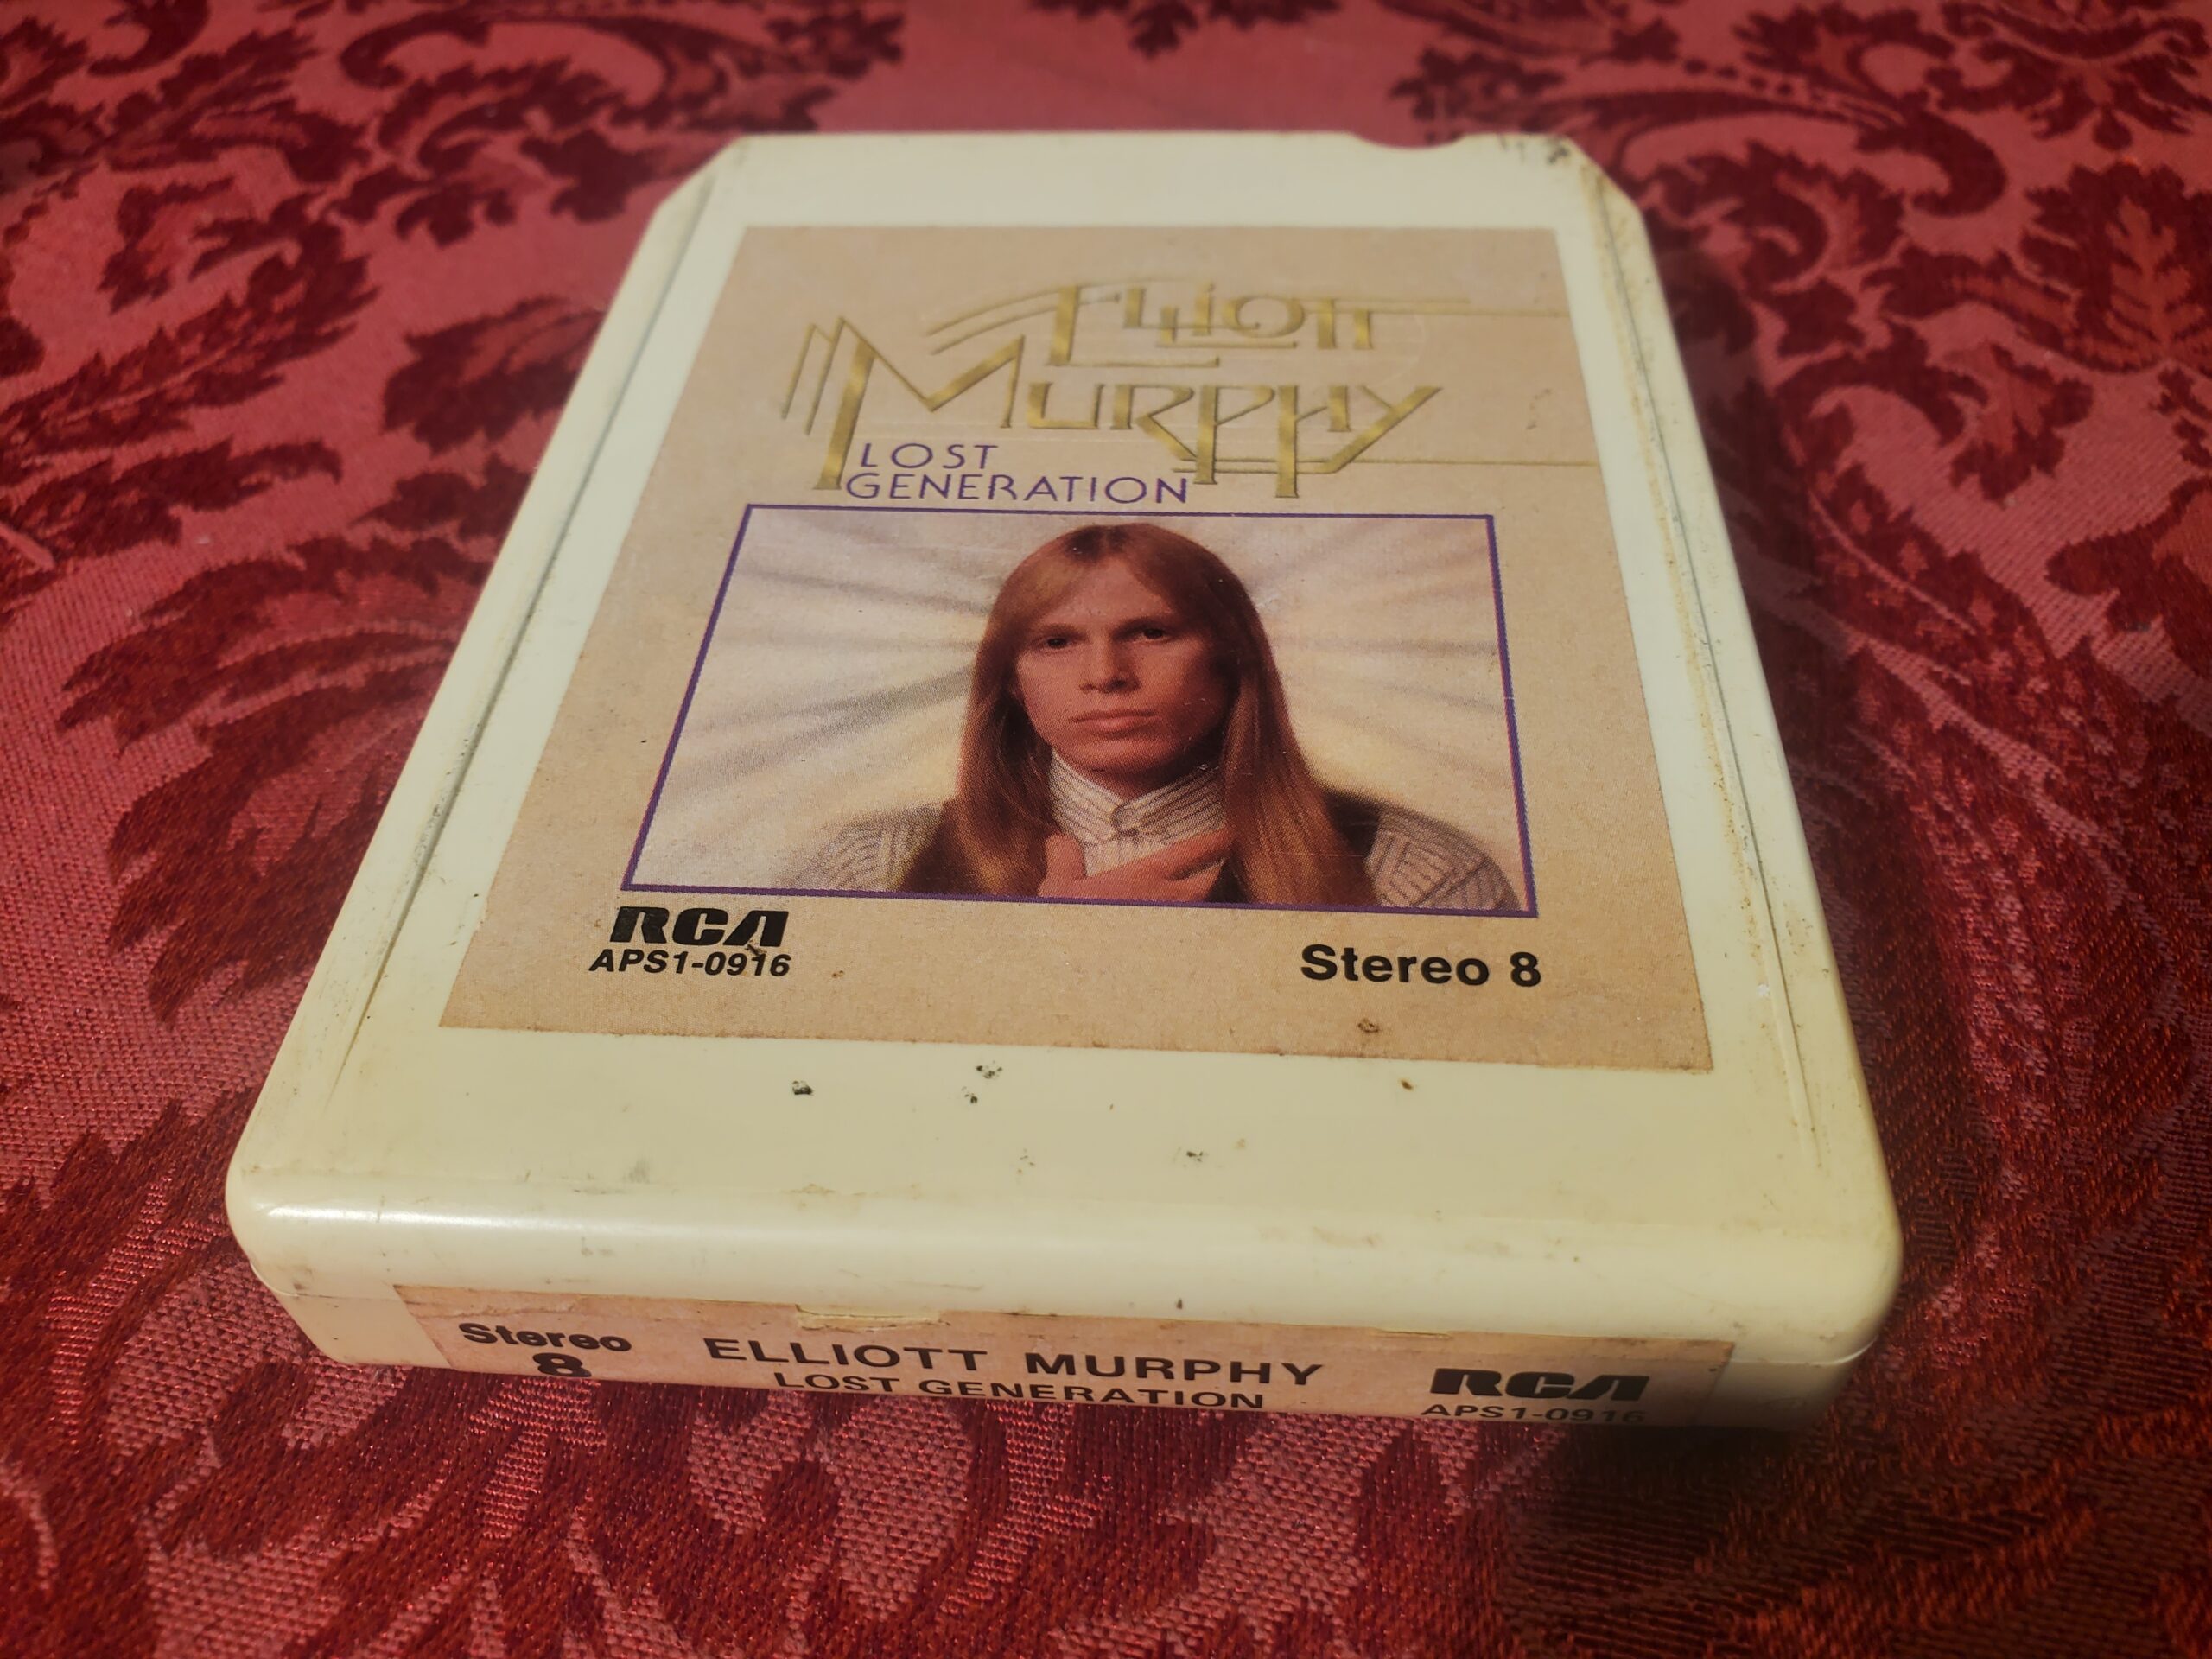 Elliott
Murphy
LOST
GENERATION
RCA
APS1-0916
Stereo 8
Stereo
8
ELLIOTT MURPHY
LOST GENERATION
RCA
APS1-0916